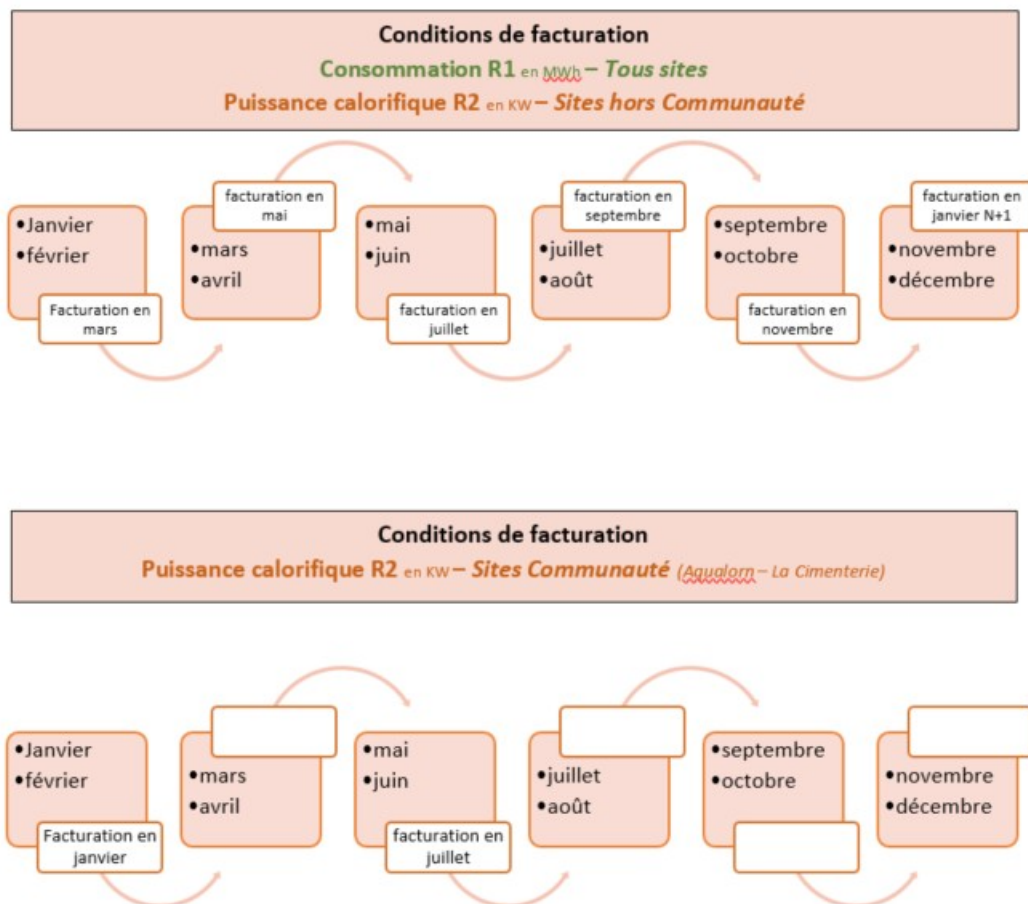 Conditions de facturation
Consommation R1 en MWh – Tous sites
Puissance calorifique R2 en KW – Sites hors Communauté
•Janvier
•février
Facturation en
mars
facturation en
mai
•mars
•avril
•mai
•juin
facturation en
juillet
facturation en
septembre
•juillet
•août
•septembre
•octobre
facturation en
novembre
facturation en
janvier N+1
•novembre
•décembre
Conditions de facturation
Puissance calorifique R2 en KW – Sites Communauté (Aqualorn – La Cimenterie)
•Janvier
•février
Facturation en
janvier
•mars
•avril
•mai
•juin
facturation en
juillet
•juillet
•août
•septembre
•octobre
•novembre
•décembre